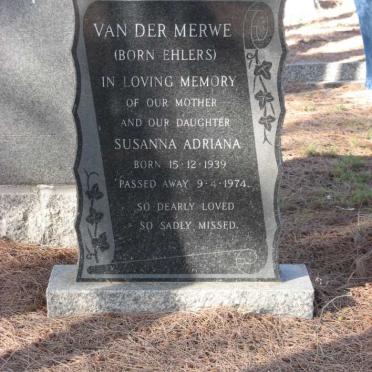 VAN DER MERWE
(BORN EHLERS)
IN LOVING MEMORY
OF OUR MOTHER
AND OUR DAUGHTER
SUSANNA ADRIANA
BORN 15·12·1939
PASSED AWAY 9·4·1974.
SO DEARLY LOVED
SO SADLY MISSED.